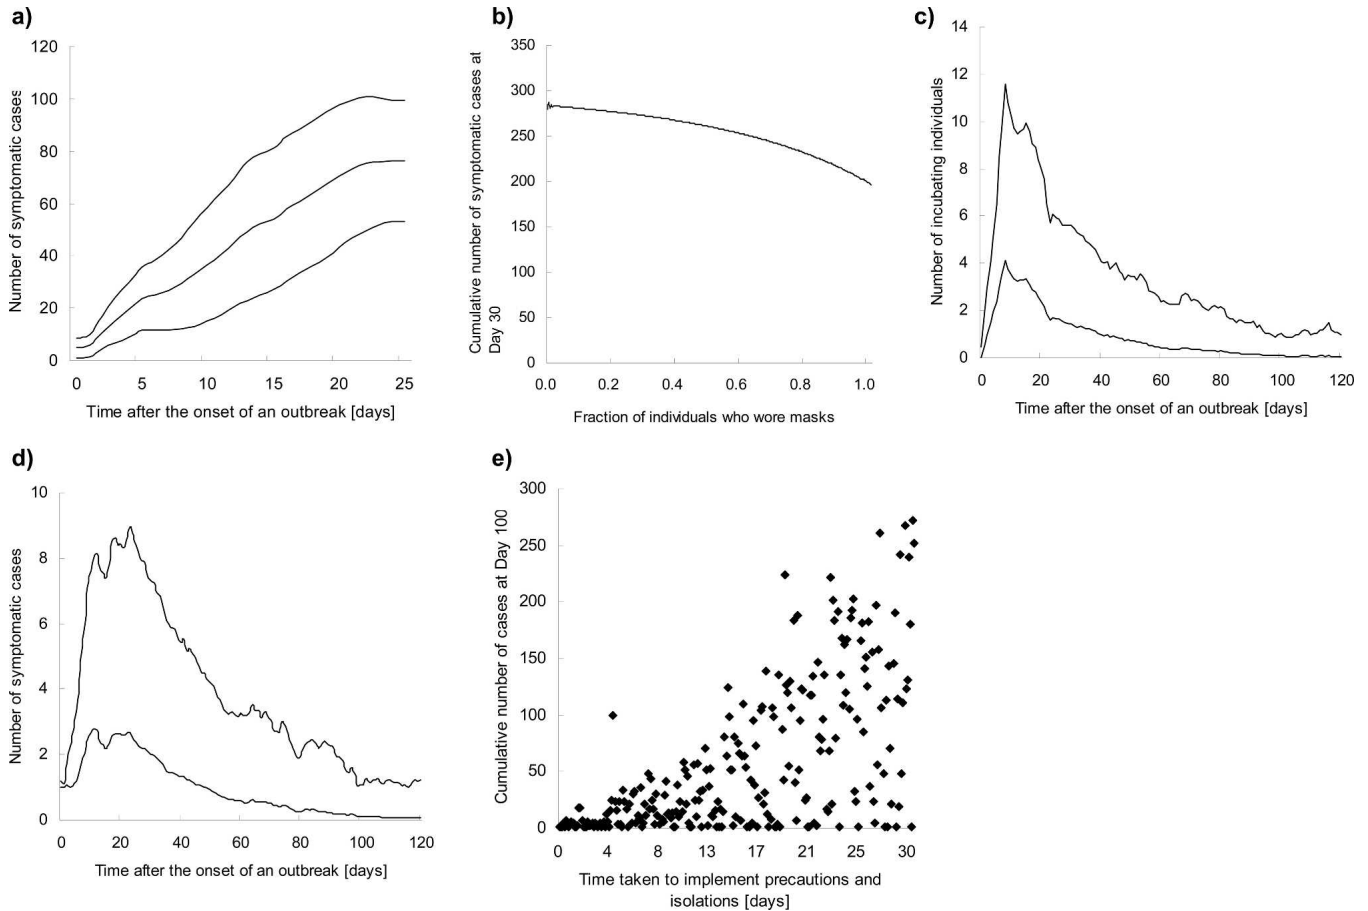 a)
Number of symptomatic cases
120
100
80
60
40
20
0
0 5 10 15 20 25
Time after the onset of an outbreak [days]
b)
Cumulative number of symptomatic cases at
Day 30
350
300
250
200
150
100
50
0
0.0 0.2 0.4 0.6 0.8 1.0
Fraction of individuals who wore masks
c)
Number of incubating individuals
14
12
10
8
6
4
2
0
0 20 40 60 80 100 120
Time after the onset of an outbreak [days]
d)
Number of symptomatic cases
10
8
6
4
2
0
0 20 40 60 80 100 120
Time after the onset of an outbreak [days]
e)
Cumulative number of cases at Day 100
300
250
200
150
100
50
0
0 4 8 13 17 21 25 30
Time taken to implement precautions and
isolations [days]